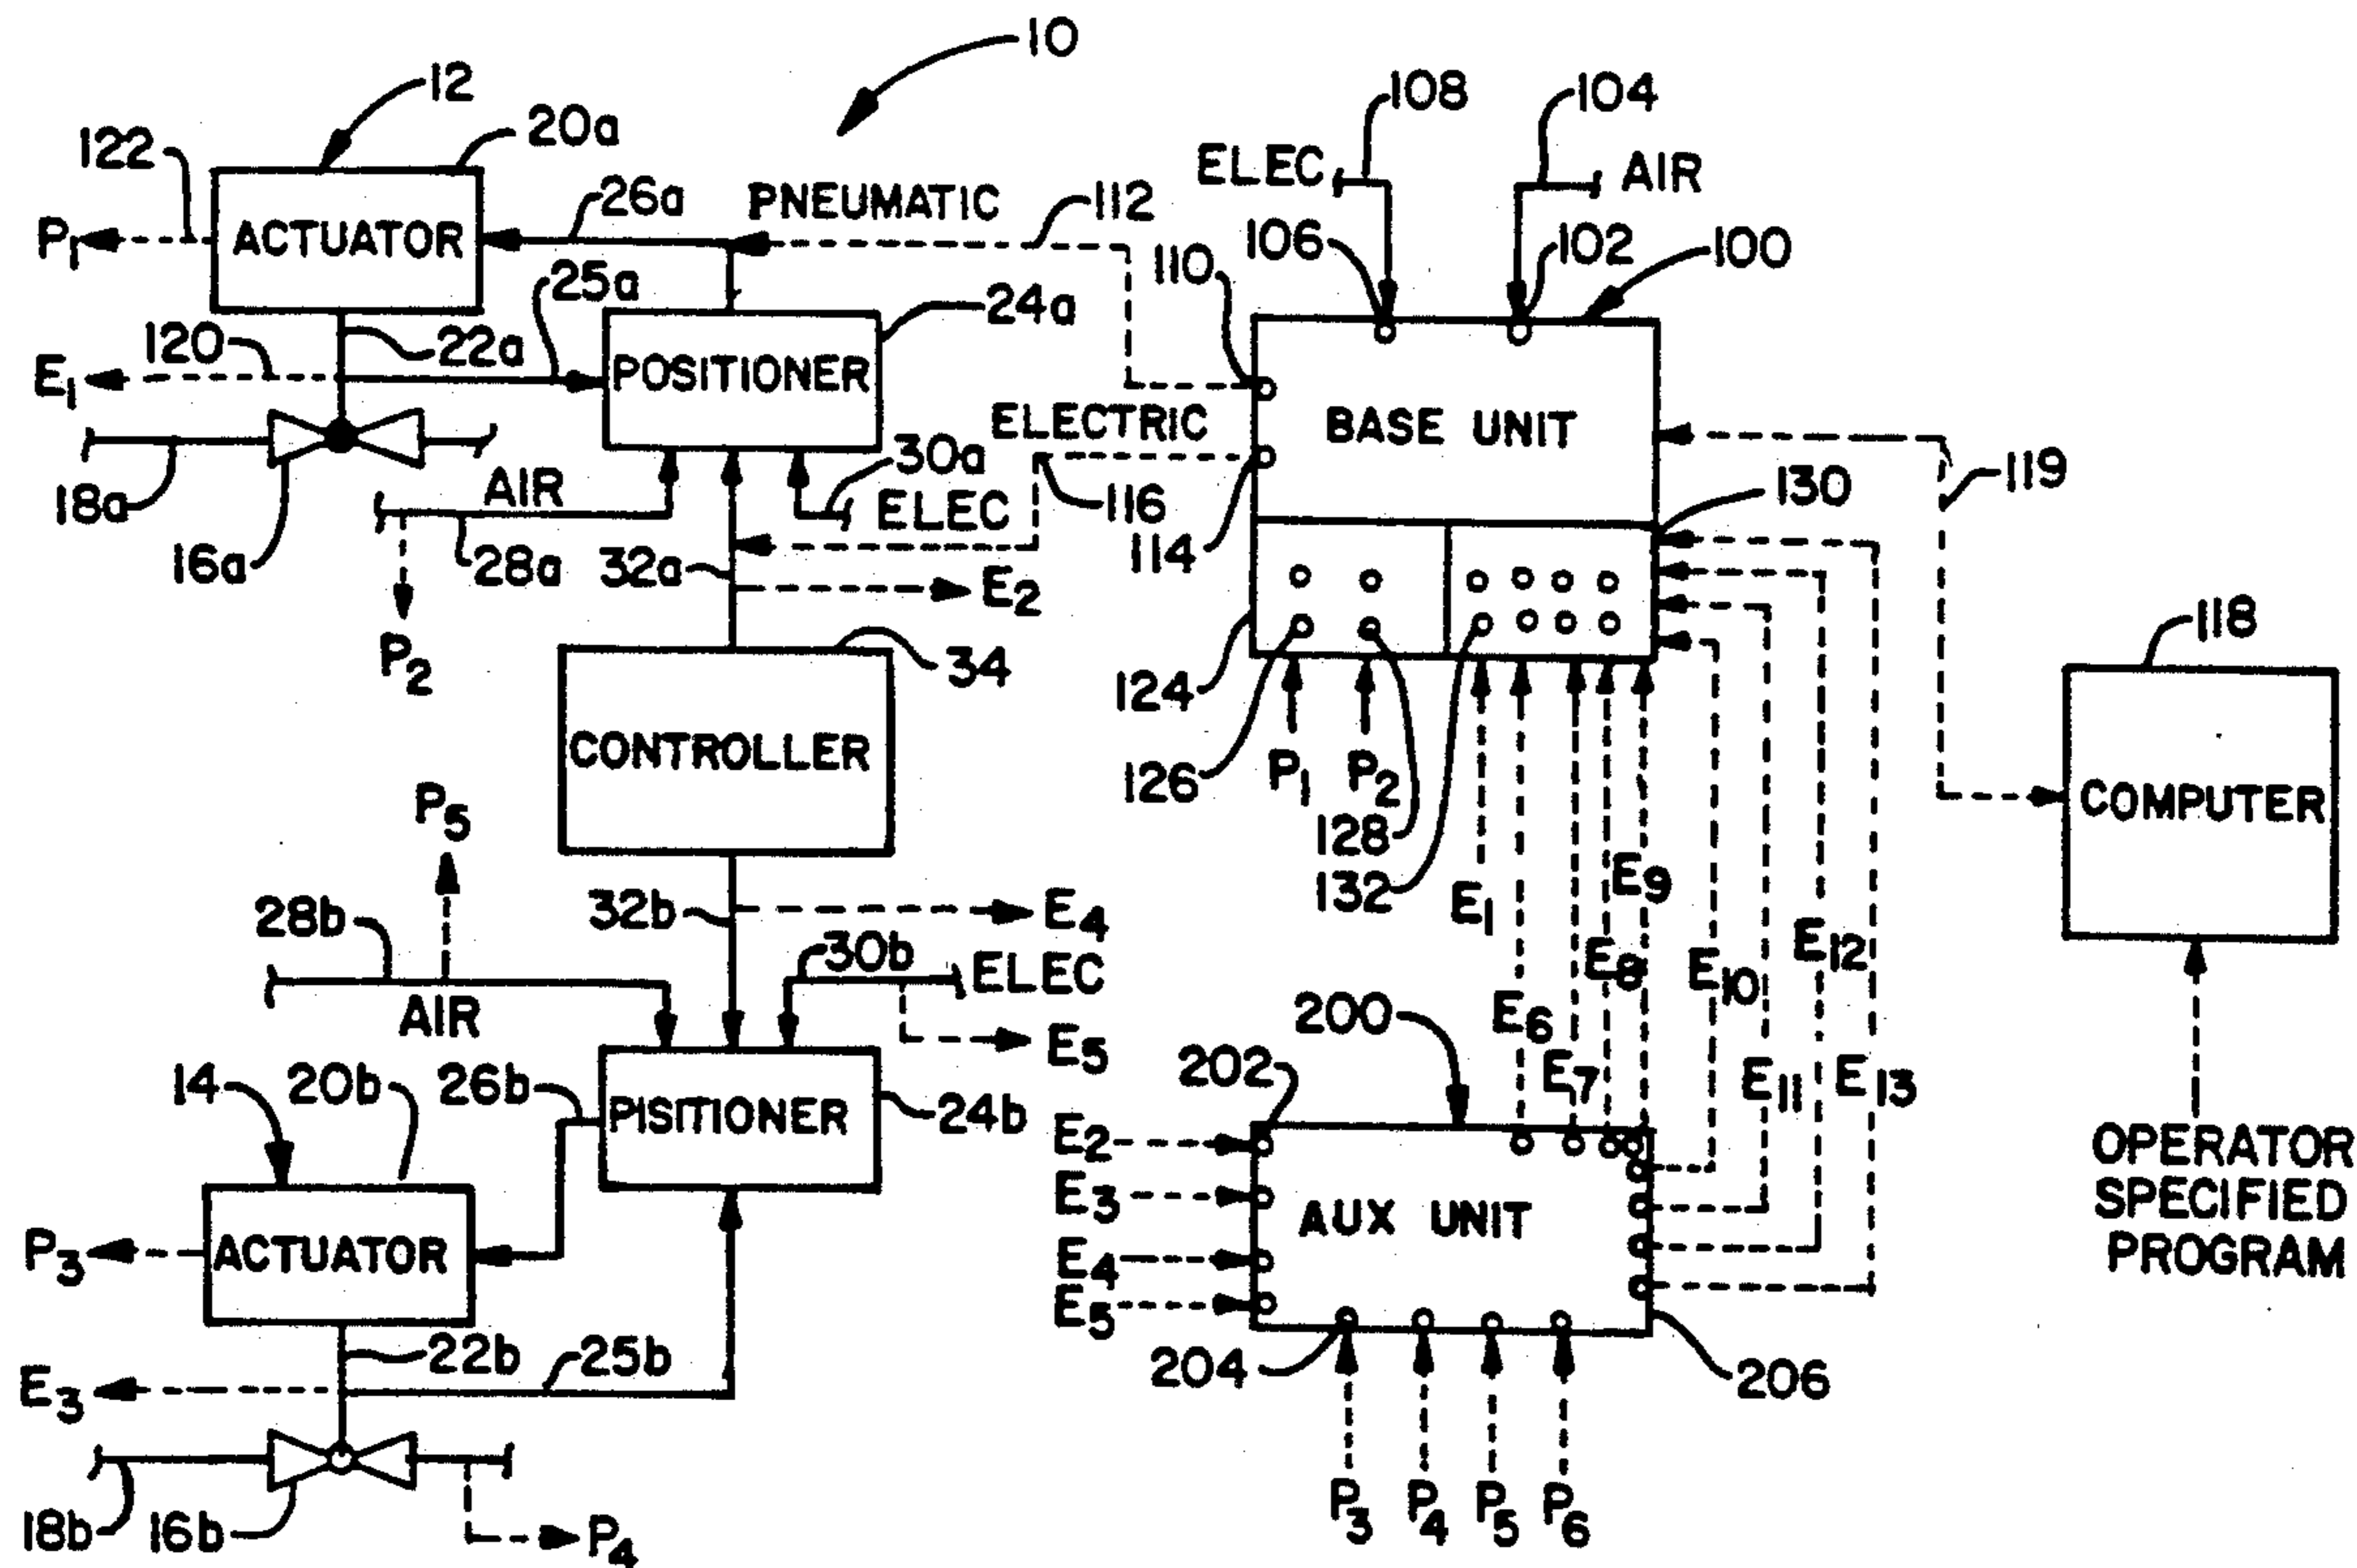 10
12
20a
122
P1
ACTUATOR
26a
PNEUMATIC
112
25a
120
E1
22a
POSITIONER
24a
18a
16a
AIR
28a
P2
30a
ELEC
ELECTRIC
116
32a
E2
34
CONTROLLER
P5
28b
AIR
32b
E4
30b
ELEC
E5
14
20b
26b
PISITIONER
24b
P3
ACTUATOR
22b
25b
E3
18b
16b
P4
108
104
ELEC
AIR
106
102
100
110
BASE UNIT
114
130
119
124
126
P1
P2
128
132
E1
E9
E8
E10
E12
E6
E7
E11
E13
118
COMPUTER
OPERATOR
SPECIFIED
PROGRAM
200
202
E2
E3
E4
E5
AUX UNIT
204
206
P3
P4
P5
P6